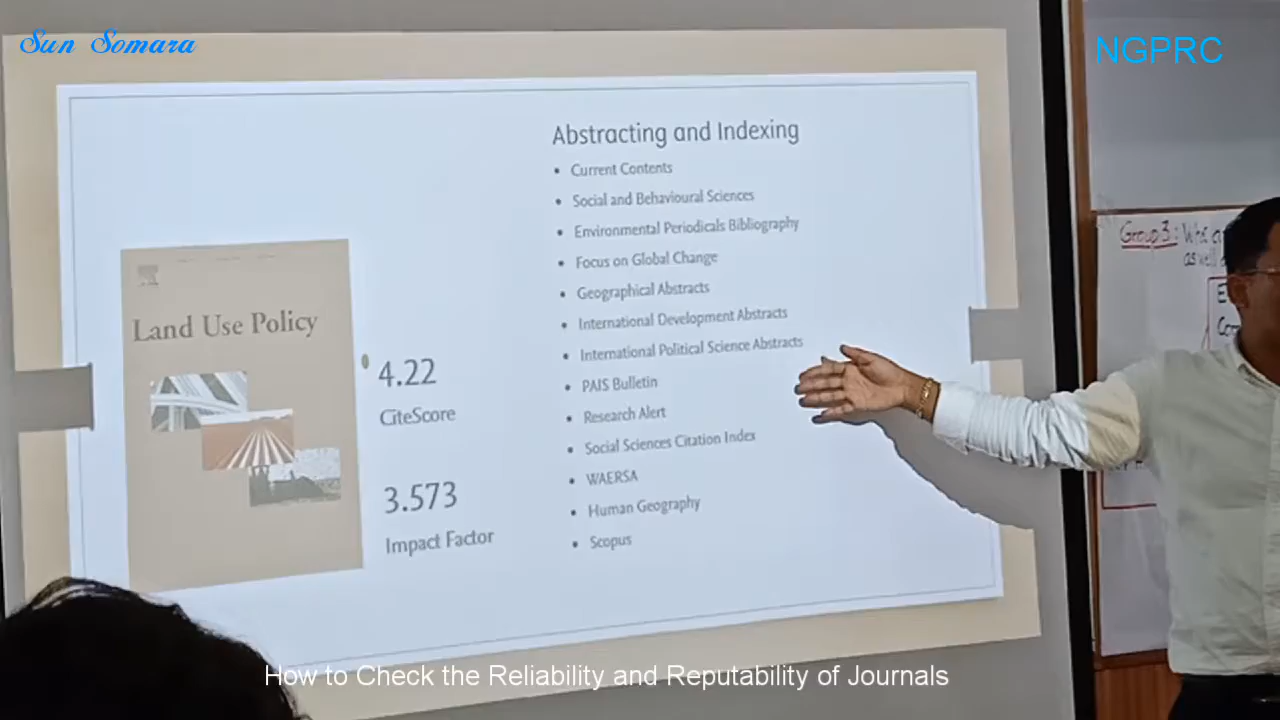 Sun Somara
NGPRC
Abstracting and Indexing
• Current Contents
• Social and Behavioural Sciences
• Environmental Periodicals Bibliography
• Focus on Global Change
• Geographical Abstracts
• International Development Abstracts
• International Political Science Abstracts
• PAIS Bulletin
• Research Alert
• Social Sciences Citation Index
• WAERSA
• Human Geography
• Scopus
Land Use Policy
4.22
CiteScore
3.573
Impact Factor
Group 3:
as well
How to Check the Reliability and Reputability of Journals